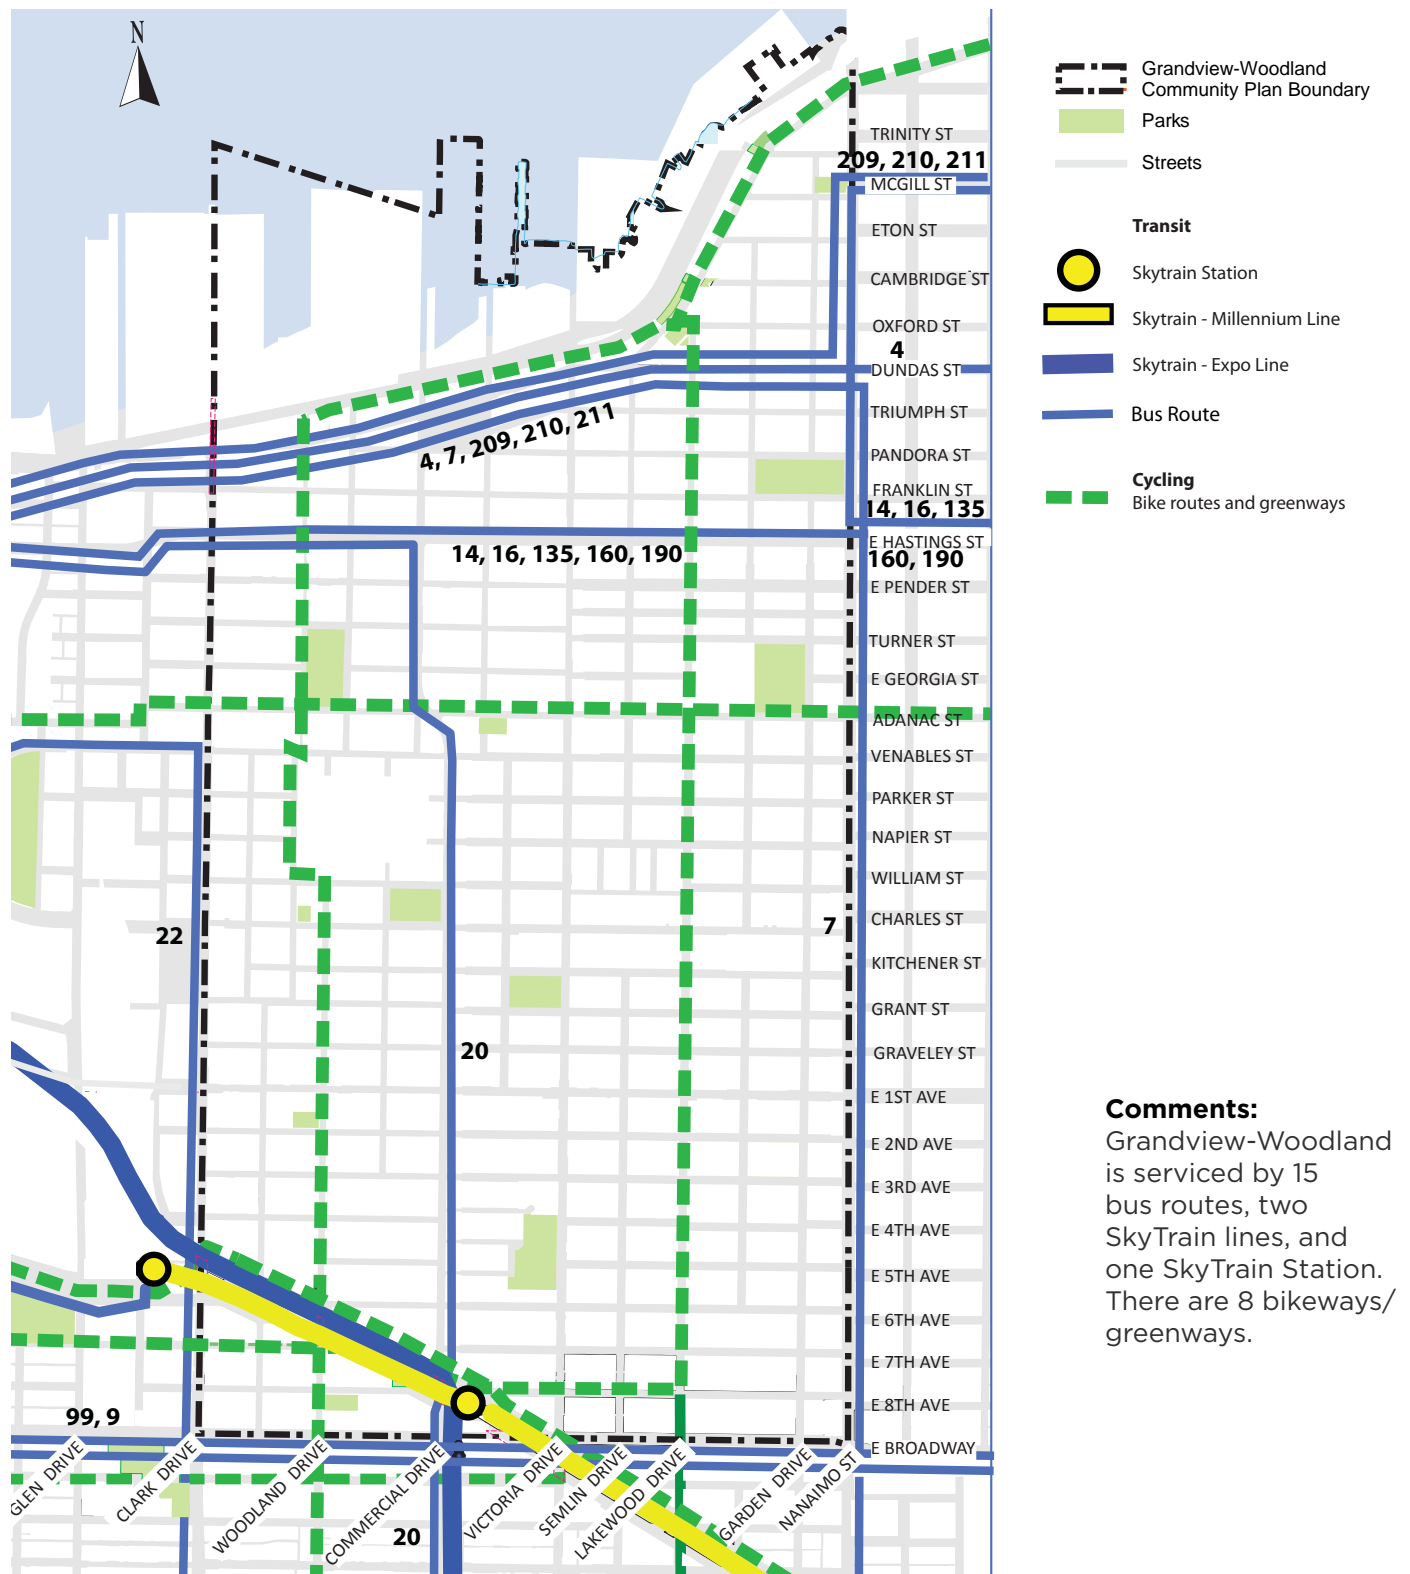 N
Grandview-Woodland
Community Plan Boundary
Parks
Streets
Transit
Skytrain Station
Skytrain - Millennium Line
Skytrain - Expo Line
Bus Route
Cycling
Bike routes and greenways
TRINITY ST
209, 210, 211
MCGILL ST
ETON ST
CAMBRIDGE ST
OXFORD ST
4
DUNDAS ST
TRIUMPH ST
4, 7, 209, 210, 211
PANDORA ST
FRANKLIN ST
14, 16, 135
E HASTINGS ST
14, 16, 135, 160, 190
160, 190
E PENDER ST
TURNER ST
E GEORGIA ST
ADANAC ST
VENABLES ST
PARKER ST
NAPIER ST
WILLIAM ST
CHARLES ST
7
22
KITCHENER ST
GRANT ST
20
GRAVELEY ST
E 1ST AVE
E 2ND AVE
E 3RD AVE
E 4TH AVE
E 5TH AVE
E 6TH AVE
E 7TH AVE
E 8TH AVE
99, 9
E BROADWAY
GLEN DRIVE
CLARK DRIVE
WOODLAND DRIVE
COMMERCIAL DRIVE
VICTORIA DRIVE
SEMLIN DRIVE
LAKEWOOD DRIVE
GARDEN DRIVE
NANAIMO ST
20
Comments:
Grandview-Woodland
is serviced by 15
bus routes, two
SkyTrain lines, and
one SkyTrain Station.
There are 8 bikeways/
greenways.